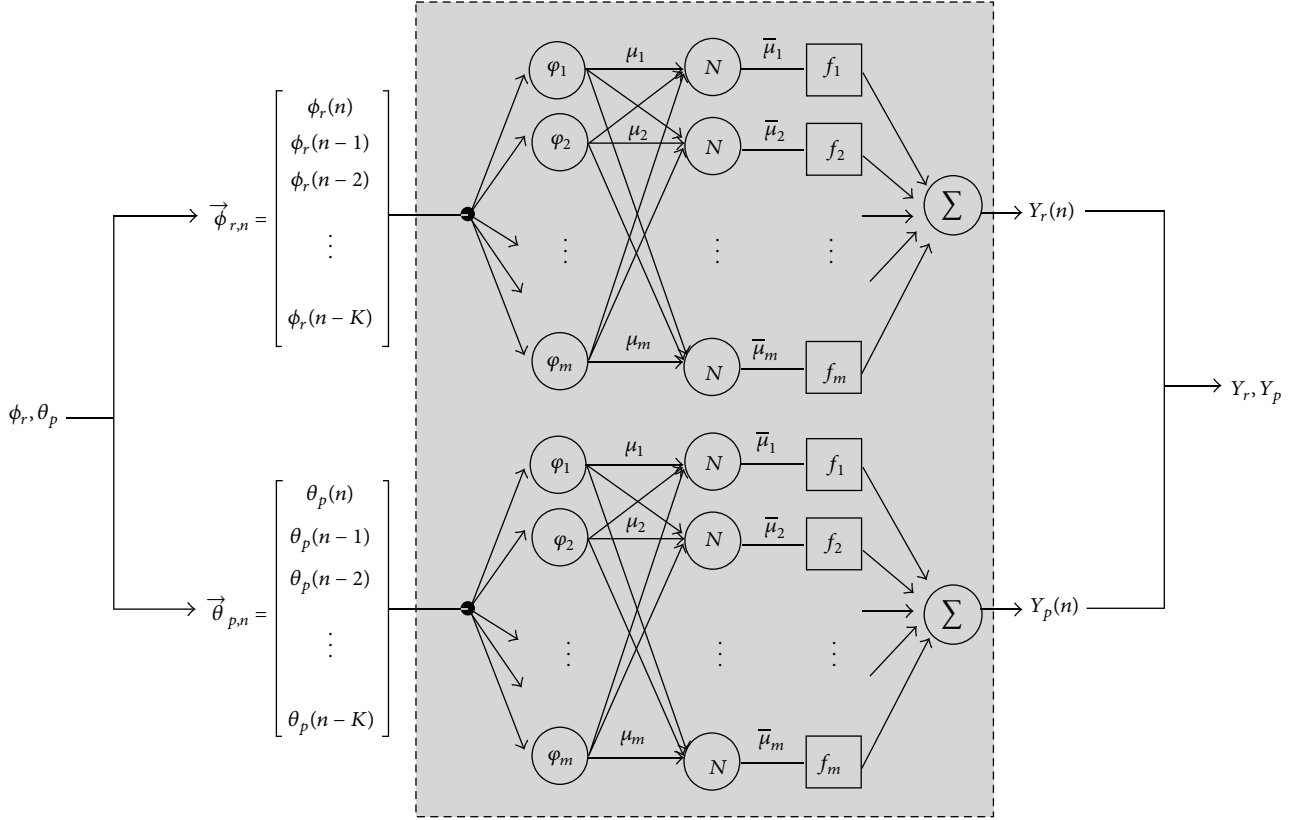 ϕ_r, θ_p
→ϕ_{r,n} =
ϕ_r(n)
ϕ_r(n − 1)
ϕ_r(n − 2)
⋮
ϕ_r(n − K)
φ_1
φ_2
⋮
φ_m
μ_1
μ_2
μ_m
N
N
⋮
N
μ̅_1
μ̅_2
μ̅_m
f_1
f_2
⋮
f_m
∑
Y_r(n)
→θ_{p,n} =
θ_p(n)
θ_p(n − 1)
θ_p(n − 2)
⋮
θ_p(n − K)
φ_1
φ_2
⋮
φ_m
μ_1
μ_2
μ_m
N
N
⋮
N
μ̅_1
μ̅_2
μ̅_m
f_1
f_2
⋮
f_m
∑
Y_p(n)
Y_r, Y_p